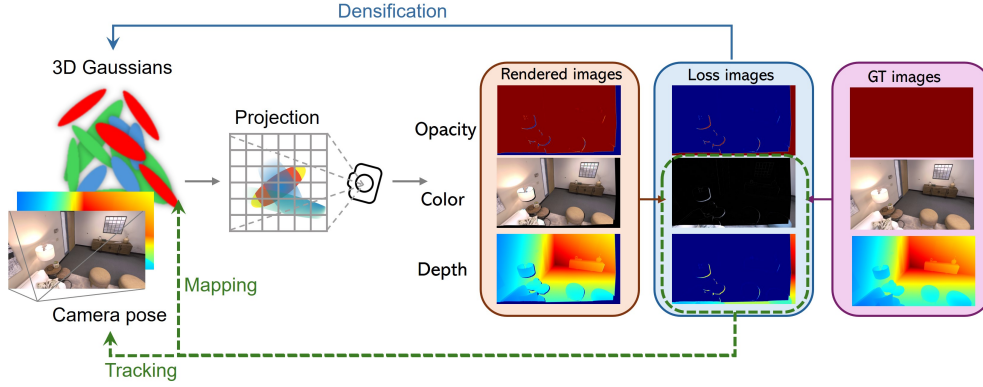 Densification
3D Gaussians
Rendered images
Loss images
GT images
Projection
Opacity
Color
Depth
Mapping
Camera pose
Tracking